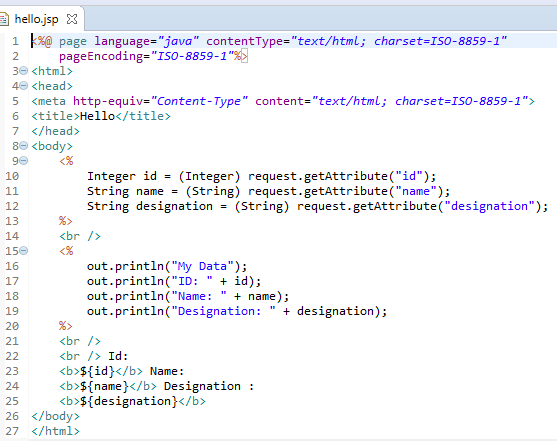 hello.jsp
1 <%@ page language="java" contentType="text/html; charset=ISO-8859-1"
2     pageEncoding="ISO-8859-1"%>
3 <html>
4 <head>
5 <meta http-equiv="Content-Type" content="text/html; charset=ISO-8859-1">
6 <title>Hello</title>
7 </head>
8 <body>
9     <%
10         Integer id = (Integer) request.getAttribute("id");
11         String name = (String) request.getAttribute("name");
12         String designation = (String) request.getAttribute("designation");
13     %>
14     <br />
15     <%
16         out.println("My Data");
17         out.println("ID: " + id);
18         out.println("Name: " + name);
19         out.println("Designation: " + designation);
20     %>
21     <br />
22     <br /> Id:
23     <b>${id}</b> Name:
24     <b>${name}</b> Designation :
25     <b>${designation}</b>
26 </body>
27 </html>